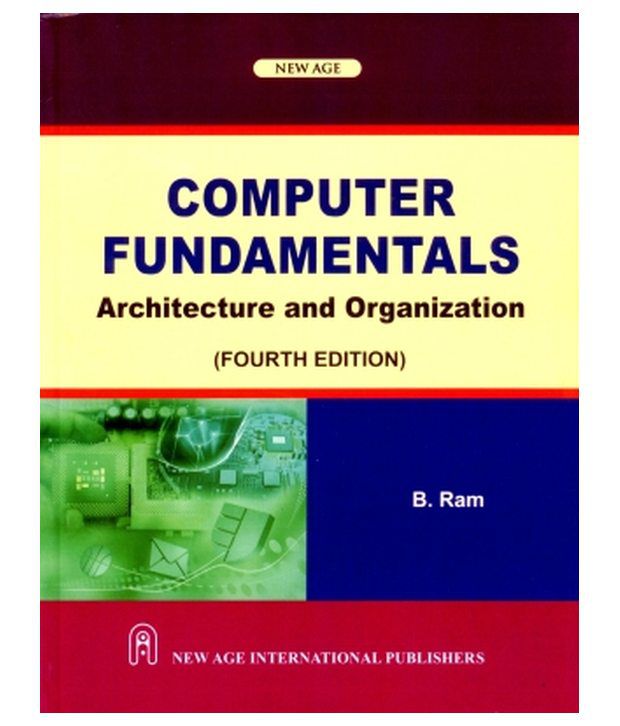 NEW AGE
COMPUTER
FUNDAMENTALS
Architecture and Organization
(FOURTH EDITION)
B. Ram
NEW AGE INTERNATIONAL PUBLISHERS